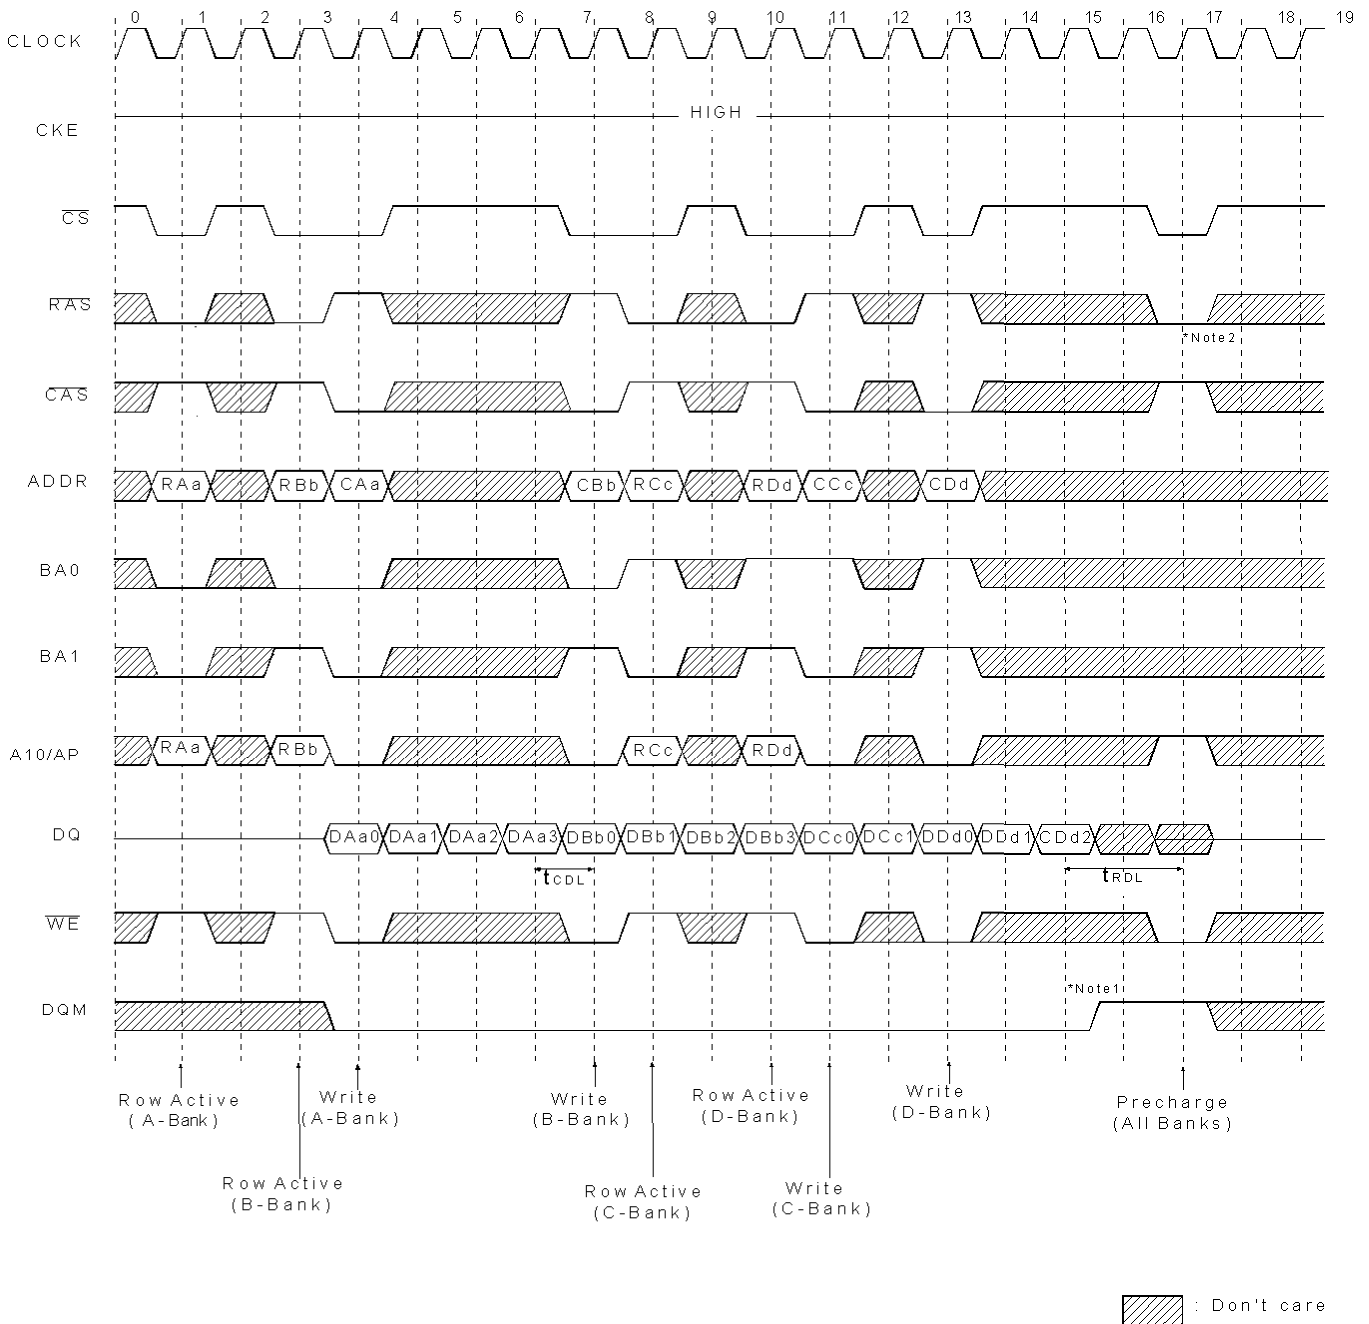 0 1 2 3 4 5 6 7 8 9 10 11 12 13 14 15 16 17 18 19
CLOCK
HIGH
CKE
CS
RAS
*Note2
CAS
ADDR RAa RBb CAa CBb RCc RDd CCc CDd
BA0
BA1
A10/AP RAa RBb RCc RDd
DQ DAa0 DAa1 DAa2 DAa3 DBb0 DBb1 DBb2 DBb3 DCc0 DCc1 DDd0 DDd1 CDd2
tCDL tRDL
WE
*Note1
DQM
Row Active
(A-Bank)
Write
(A-Bank)
Write
(B-Bank)
Row Active
(D-Bank)
Write
(D-Bank)
Precharge
(All Banks)
Row Active
(B-Bank)
Row Active
(C-Bank)
Write
(C-Bank)
: Don't care